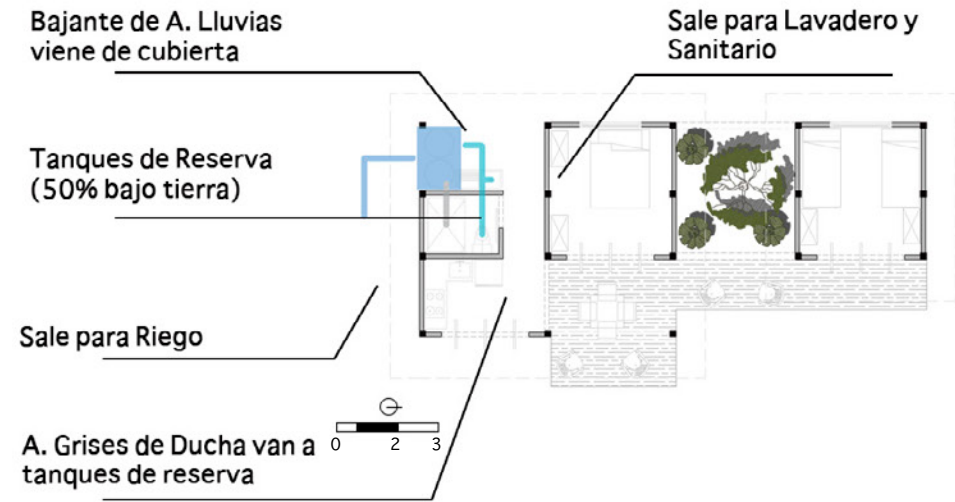 Bajante de A. Lluvias
viene de cubierta
Sale para Lavadero y
Sanitario
Tanques de Reserva
(50% bajo tierra)
Sale para Riego
A. Grises de Ducha van a
tanques de reserva
0 2 3